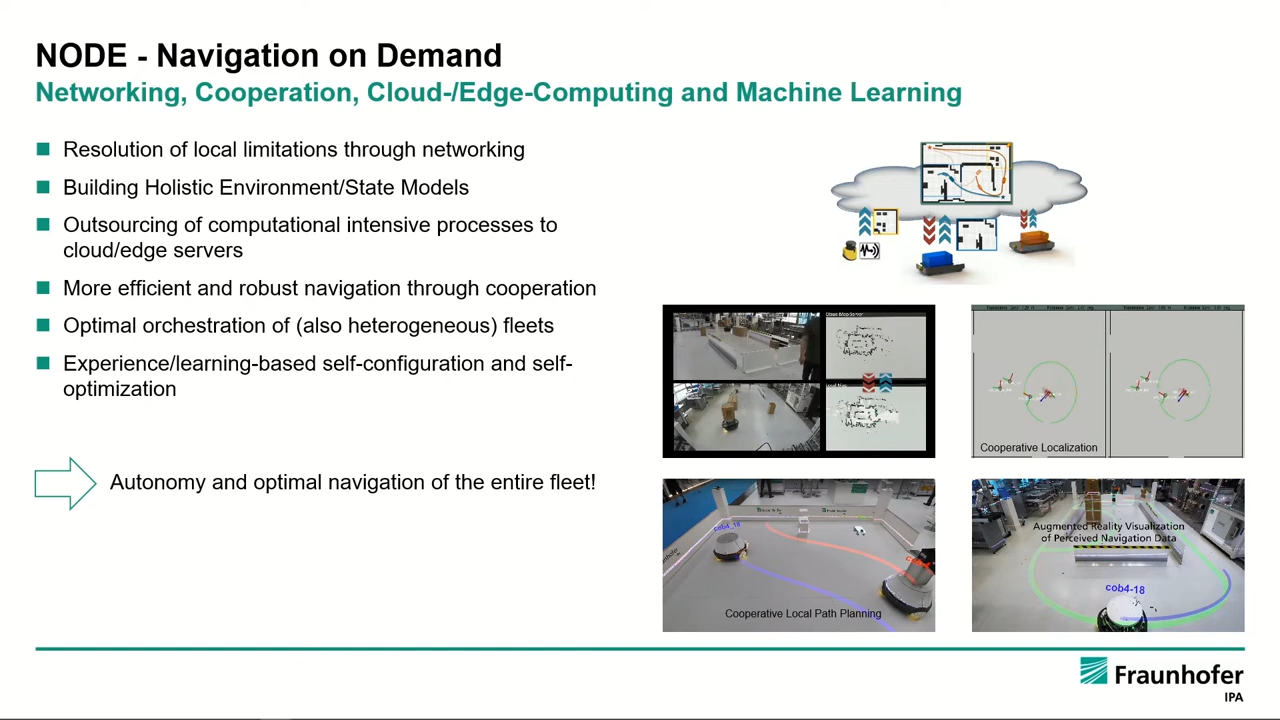 NODE - Navigation on Demand
Networking, Cooperation, Cloud-/Edge-Computing and Machine Learning
Resolution of local limitations through networking
Building Holistic Environment/State Models
Outsourcing of computational intensive processes to
cloud/edge servers
More efficient and robust navigation through cooperation
Optimal orchestration of (also heterogeneous) fleets
Experience/learning-based self-configuration and self-
optimization
Autonomy and optimal navigation of the entire fleet!
Cooperative Localization
cob4_18
Cooperative Local Path Planning
Augmented Reality Visualization
of Perceived Navigation Data
cob4-18
Fraunhofer
IPA